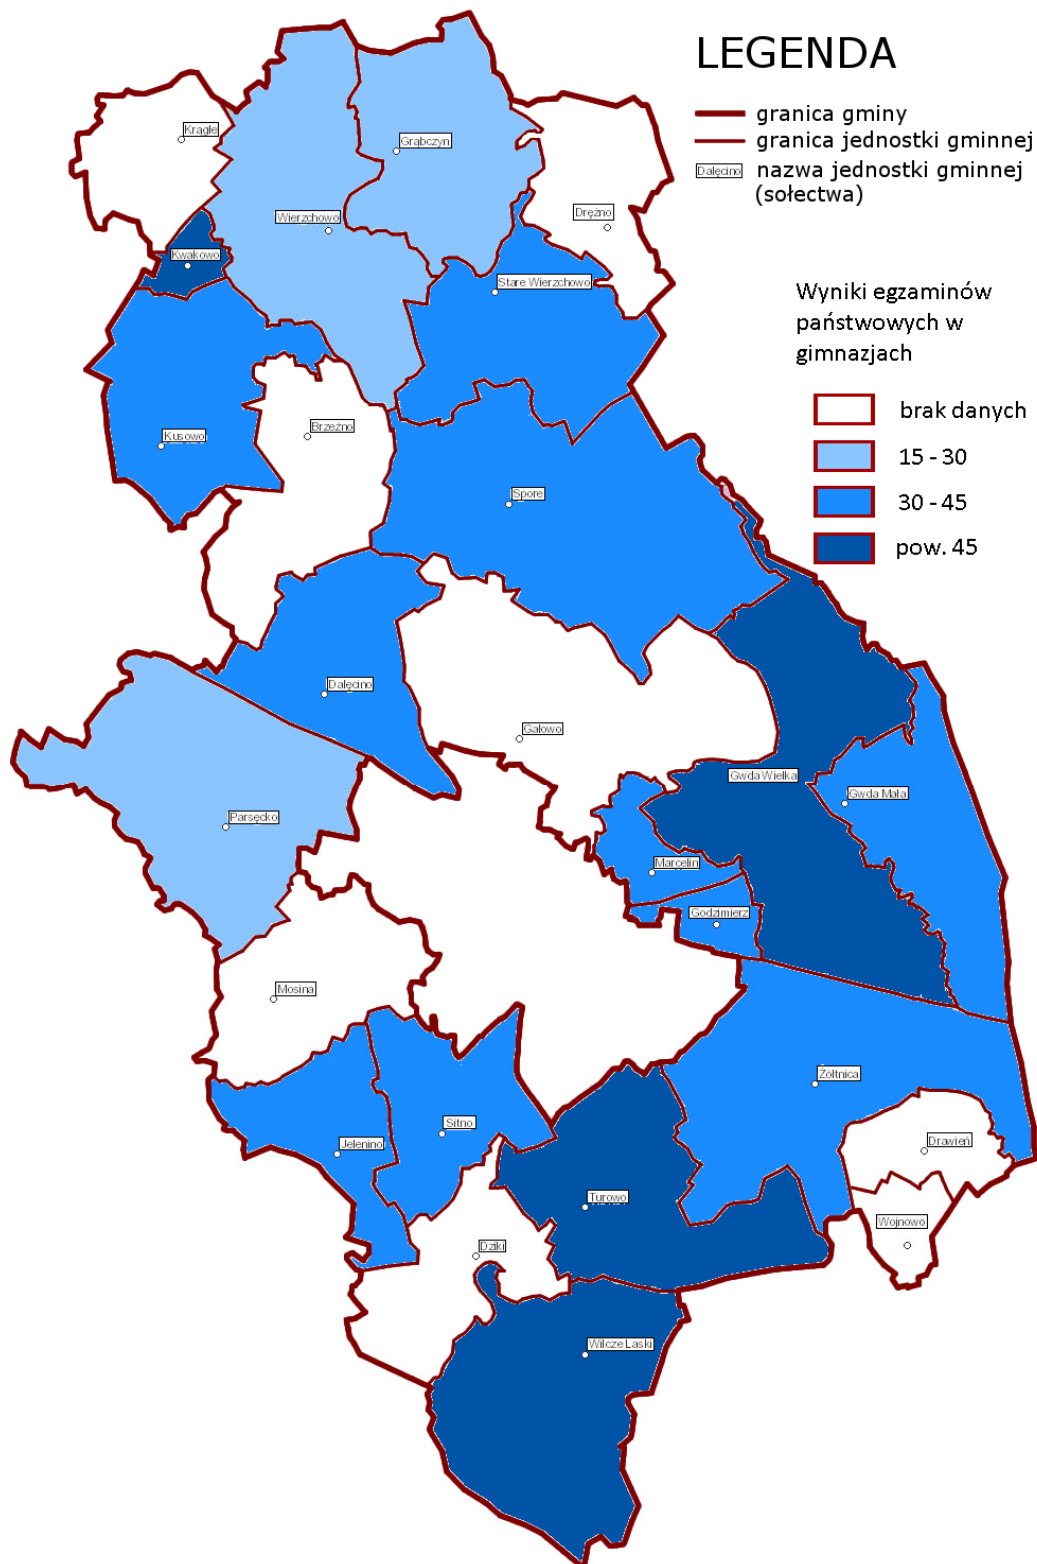 LEGENDA
granica gminy
granica jednostki gminnej
Dalęcino
nazwa jednostki gminnej
(sołectwa)
Wyniki egzaminów
państwowych w
gimnazjach
brak danych
15 - 30
30 - 45
pow. 45
Krągłe
Grąbczyn
Wierzchowo
Drężno
Kwakowo
Stare Wierzchowo
Kusowo
Brzeźno
Spore
Dalęcino
Gałowo
Gwda Wielka
Gwda Mała
Parsęcko
Marcelin
Godzimierz
Mosina
Żółtnica
Sitno
Jelenino
Drawień
Turowo
Wojnowo
Dziki
Wilcze Laski